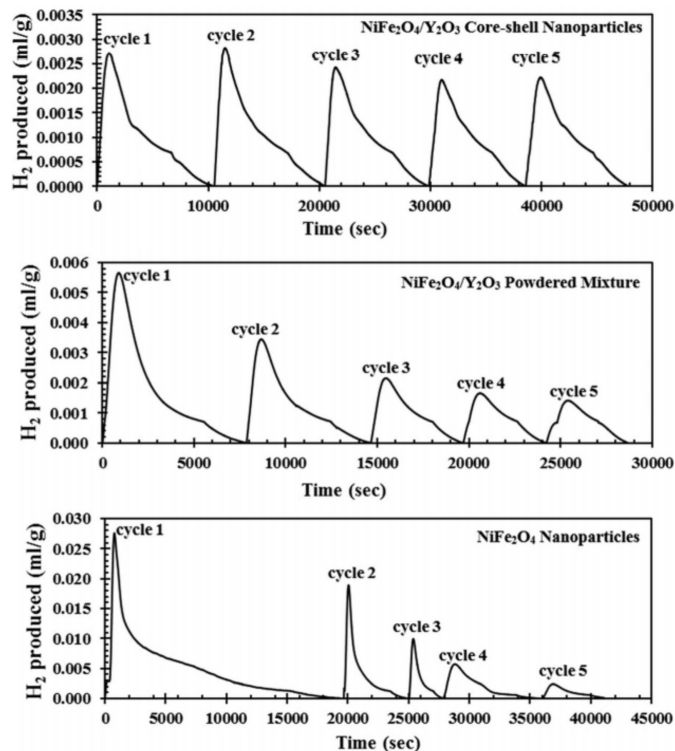 NiFe₂O₄/Y₂O₃ Core-shell Nanoparticles
cycle 1
cycle 2
cycle 3
cycle 4
cycle 5
H₂ produced (ml/g)
0.0035
0.0030
0.0025
0.0020
0.0015
0.0010
0.0005
0.0000
0 10000 20000 30000 40000 50000
Time (sec)
NiFe₂O₄/Y₂O₃ Powdered Mixture
cycle 1
cycle 2
cycle 3
cycle 4
cycle 5
H₂ produced (ml/g)
0.006
0.005
0.004
0.003
0.002
0.001
0.000
0 5000 10000 15000 20000 25000 30000
Time (sec)
NiFe₂O₄ Nanoparticles
cycle 1
cycle 2
cycle 3
cycle 4
cycle 5
H₂ produced (ml/g)
0.030
0.025
0.020
0.015
0.010
0.005
0.000
0 5000 10000 15000 20000 25000 30000 35000 40000 45000
Time (sec)